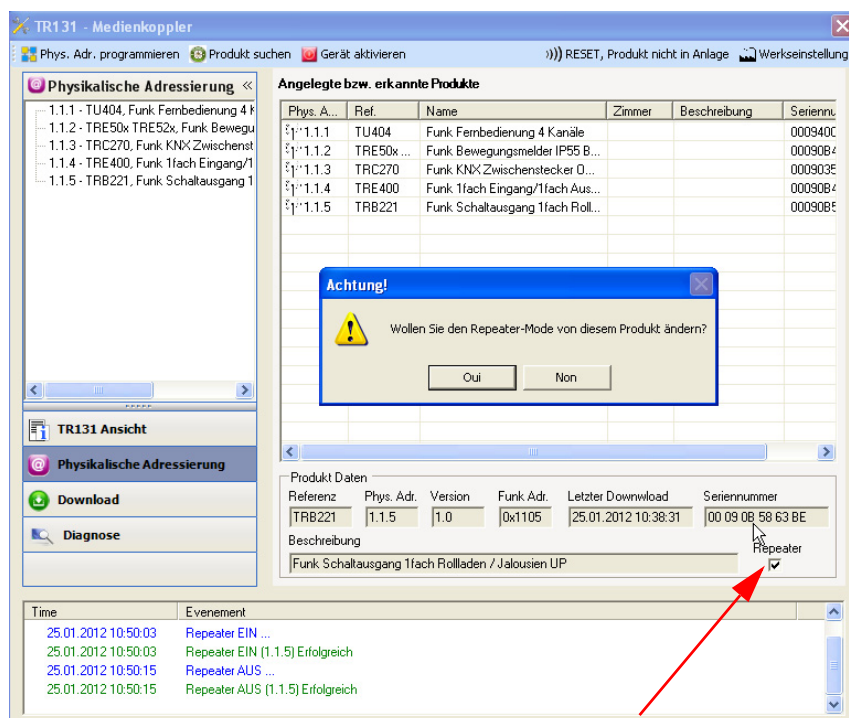 TR131 - Medienkoppler
Phys. Adr. programmieren Produkt suchen Gerät aktivieren RESET, Produkt nicht in Anlage Werkseinstellung
Physikalische Adressierung
1.1.1 - TU404, Funk Fernbedienung 4 K
1.1.2 - TRE50x TRE52x, Funk Bewegu
1.1.3 - TRC270, Funk KNX Zwischenst
1.1.4 - TRE400, Funk 1fach Eingang/1
1.1.5 - TRB221, Funk Schaltausgang 1
TR131 Ansicht
Physikalische Adressierung
Download
Diagnose
Angelegte bzw. erkannte Produkte
Phys. A... Ref. Name Zimmer Beschreibung Seriennu
1.1.1 TU404 Funk Fernbedienung 4 Kanäle 0009400
1.1.2 TRE50x ... Funk Bewegungsmelder IP55 B... 00090B4
1.1.3 TRC270 Funk KNX Zwischenstecker 0... 0009035
1.1.4 TRE400 Funk 1fach Eingang/1fach Aus... 00090B4
1.1.5 TRB221 Funk Schaltausgang 1fach Roll... 00090B5
Achtung!
Wollen Sie den Repeater-Mode von diesem Produkt ändern?
Oui Non
Produkt Daten
Referenz Phys. Adr. Version Funk Adr. Letzter Downwload Seriennummer
TRB221 1.1.5 1.0 0x1105 25.01.2012 10:38:31 00 09 0B 58 63 BE
Beschreibung
Repeater
Funk Schaltausgang 1fach Rollladen / Jalousien UP
Time Evenement
25.01.2012 10:50:03 Repeater EIN ...
25.01.2012 10:50:03 Repeater EIN (1.1.5) Erfolgreich
25.01.2012 10:50:15 Repeater AUS ...
25.01.2012 10:50:15 Repeater AUS (1.1.5) Erfolgreich